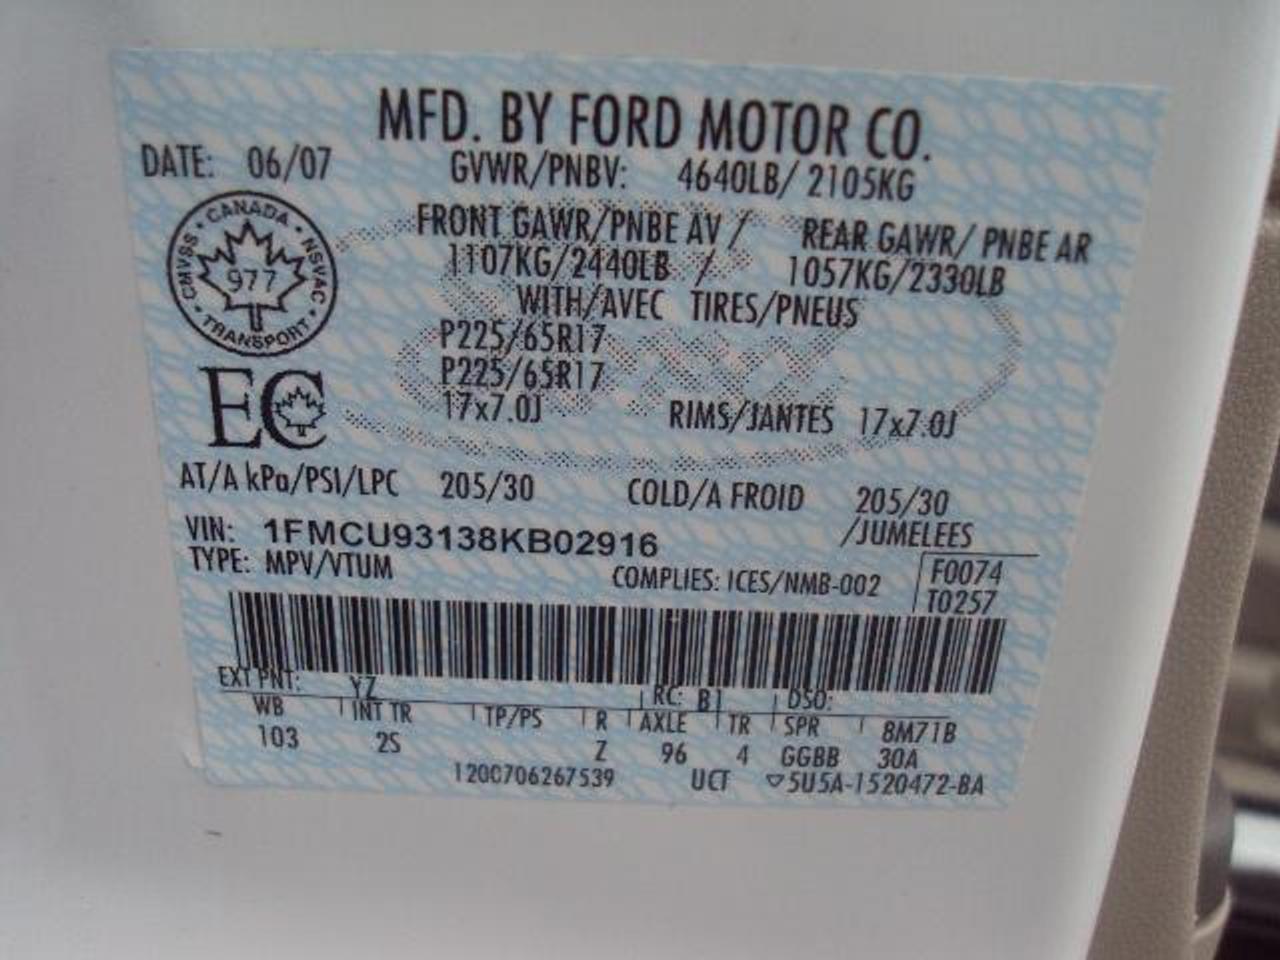 MFD. BY FORD MOTOR CO.
DATE: 06/07 GVWR/PNBV: 4640LB/ 2105KG
CANADA · NSVAC · TRANSPORT · CMVSS
977
FRONT GAWR/PNBE AV / REAR GAWR/ PNBE AR
1107KG/2440LB / 1057KG/2330LB
WITH/AVEC TIRES/PNEUS
P225/65R17
P225/65R17
17x7.0J RIMS/JANTES 17x7.0J
EC
AT/A kPa/PSI/LPC 205/30 COLD/A FROID 205/30
/JUMELEES
VIN: 1FMCU93138KB02916
TYPE: MPV/VTUM COMPLIES: ICES/NMB-002 F0074
T0257
EXT PNT: YZ RC: B1 DSO:
WB INT TR TP/PS R AXLE TR SPR 8M71B
103 2S Z 96 4 GGBB 30A
1200706267539 UCT ▽5U5A-1520472-BA